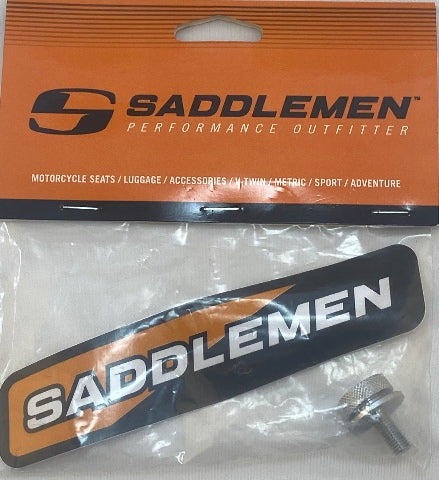 SADDLEMEN™
PERFORMANCE OUTFITTER
MOTORCYCLE SEATS / LUGGAGE / ACCESSORIES / V-TWIN / METRIC / SPORT / ADVENTURE
SADDLEMEN